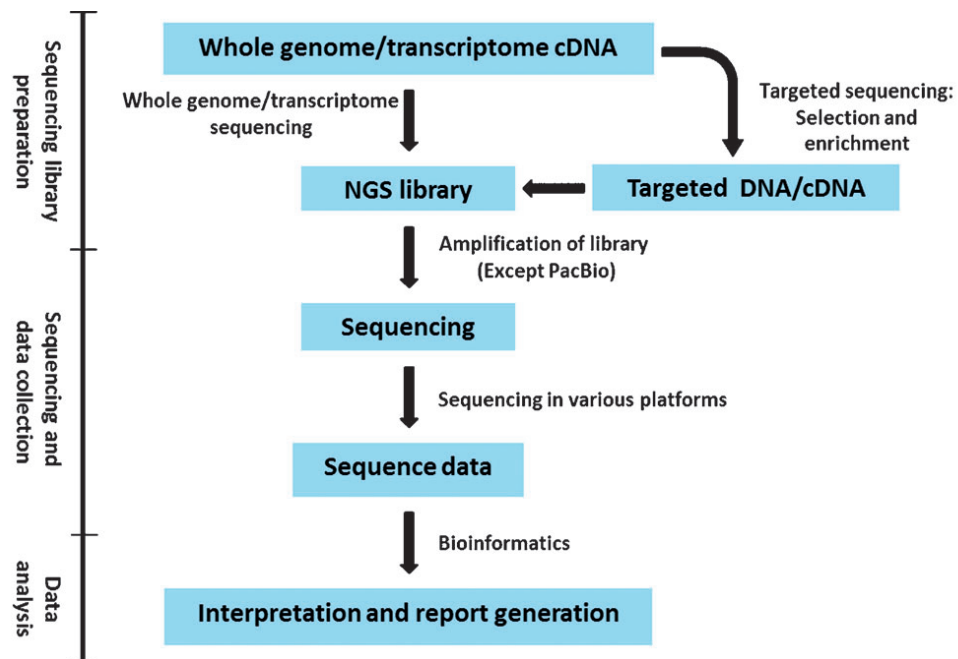 Whole genome/transcriptome cDNA
Whole genome/transcriptome
sequencing
Targeted sequencing:
Selection and
enrichment
NGS library
Targeted DNA/cDNA
Amplification of library
(Except PacBio)
Sequencing
Sequencing in various platforms
Sequence data
Bioinformatics
Interpretation and report generation
Sequencing library
preparation
Sequencing and
data collection
Data
analysis